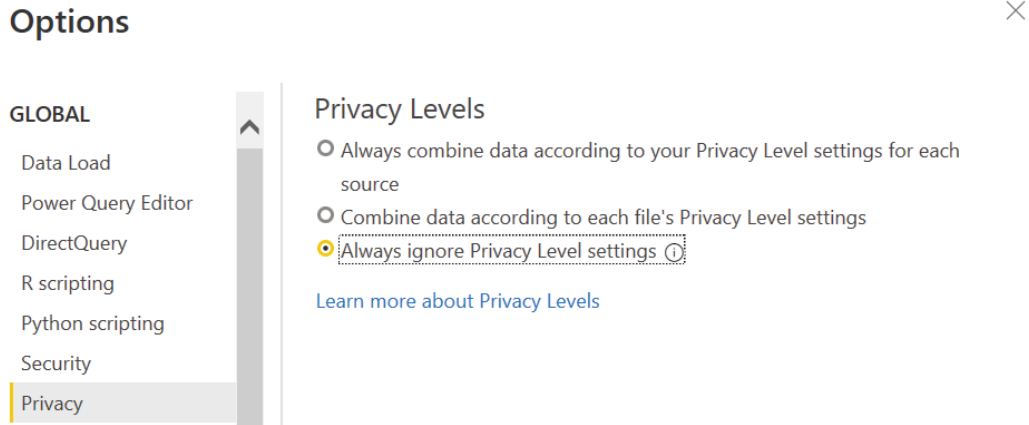 Options
GLOBAL
Data Load
Power Query Editor
DirectQuery
R scripting
Python scripting
Security
Privacy
Privacy Levels
Always combine data according to your Privacy Level settings for each
source
Combine data according to each file's Privacy Level settings
Always ignore Privacy Level settings
Learn more about Privacy Levels